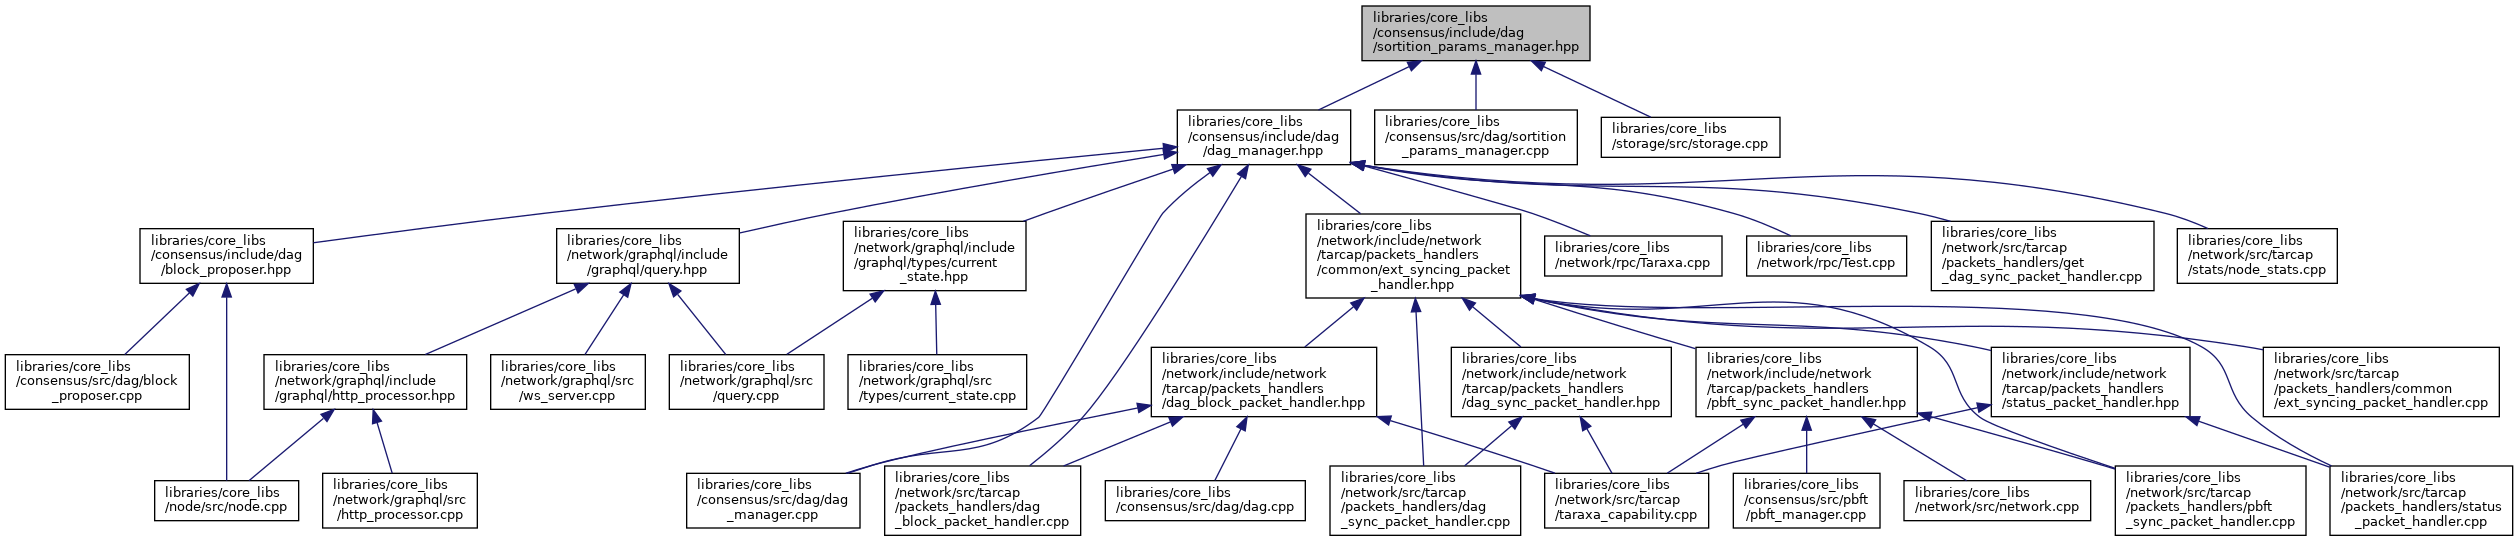 libraries/core_libs
/consensus/include/dag
/sortition_params_manager.hpp
libraries/core_libs
/consensus/include/dag
/dag_manager.hpp
libraries/core_libs
/consensus/src/dag/sortition
_params_manager.cpp
libraries/core_libs
/storage/src/storage.cpp
libraries/core_libs
/consensus/include/dag
/block_proposer.hpp
libraries/core_libs
/network/graphql/include
/graphql/query.hpp
libraries/core_libs
/network/graphql/include
/graphql/types/current
_state.hpp
libraries/core_libs
/network/include/network
/tarcap/packets_handlers
/common/ext_syncing_packet
_handler.hpp
libraries/core_libs
/network/rpc/Taraxa.cpp
libraries/core_libs
/network/rpc/Test.cpp
libraries/core_libs
/network/src/tarcap
/packets_handlers/get
_dag_sync_packet_handler.cpp
libraries/core_libs
/network/src/tarcap
/stats/node_stats.cpp
libraries/core_libs
/consensus/src/dag/block
_proposer.cpp
libraries/core_libs
/network/graphql/include
/graphql/http_processor.hpp
libraries/core_libs
/network/graphql/src
/ws_server.cpp
libraries/core_libs
/network/graphql/src
/query.cpp
libraries/core_libs
/network/graphql/src
/types/current_state.cpp
libraries/core_libs
/network/include/network
/tarcap/packets_handlers
/dag_block_packet_handler.hpp
libraries/core_libs
/network/include/network
/tarcap/packets_handlers
/dag_sync_packet_handler.hpp
libraries/core_libs
/network/include/network
/tarcap/packets_handlers
/pbft_sync_packet_handler.hpp
libraries/core_libs
/network/include/network
/tarcap/packets_handlers
/status_packet_handler.hpp
libraries/core_libs
/network/src/tarcap
/packets_handlers/common
/ext_syncing_packet_handler.cpp
libraries/core_libs
/node/src/node.cpp
libraries/core_libs
/network/graphql/src
/http_processor.cpp
libraries/core_libs
/consensus/src/dag/dag
_manager.cpp
libraries/core_libs
/network/src/tarcap
/packets_handlers/dag
_block_packet_handler.cpp
libraries/core_libs
/consensus/src/dag/dag.cpp
libraries/core_libs
/network/src/tarcap
/packets_handlers/dag
_sync_packet_handler.cpp
libraries/core_libs
/network/src/tarcap
/taraxa_capability.cpp
libraries/core_libs
/consensus/src/pbft
/pbft_manager.cpp
libraries/core_libs
/network/src/network.cpp
libraries/core_libs
/network/src/tarcap
/packets_handlers/pbft
_sync_packet_handler.cpp
libraries/core_libs
/network/src/tarcap
/packets_handlers/status
_packet_handler.cpp